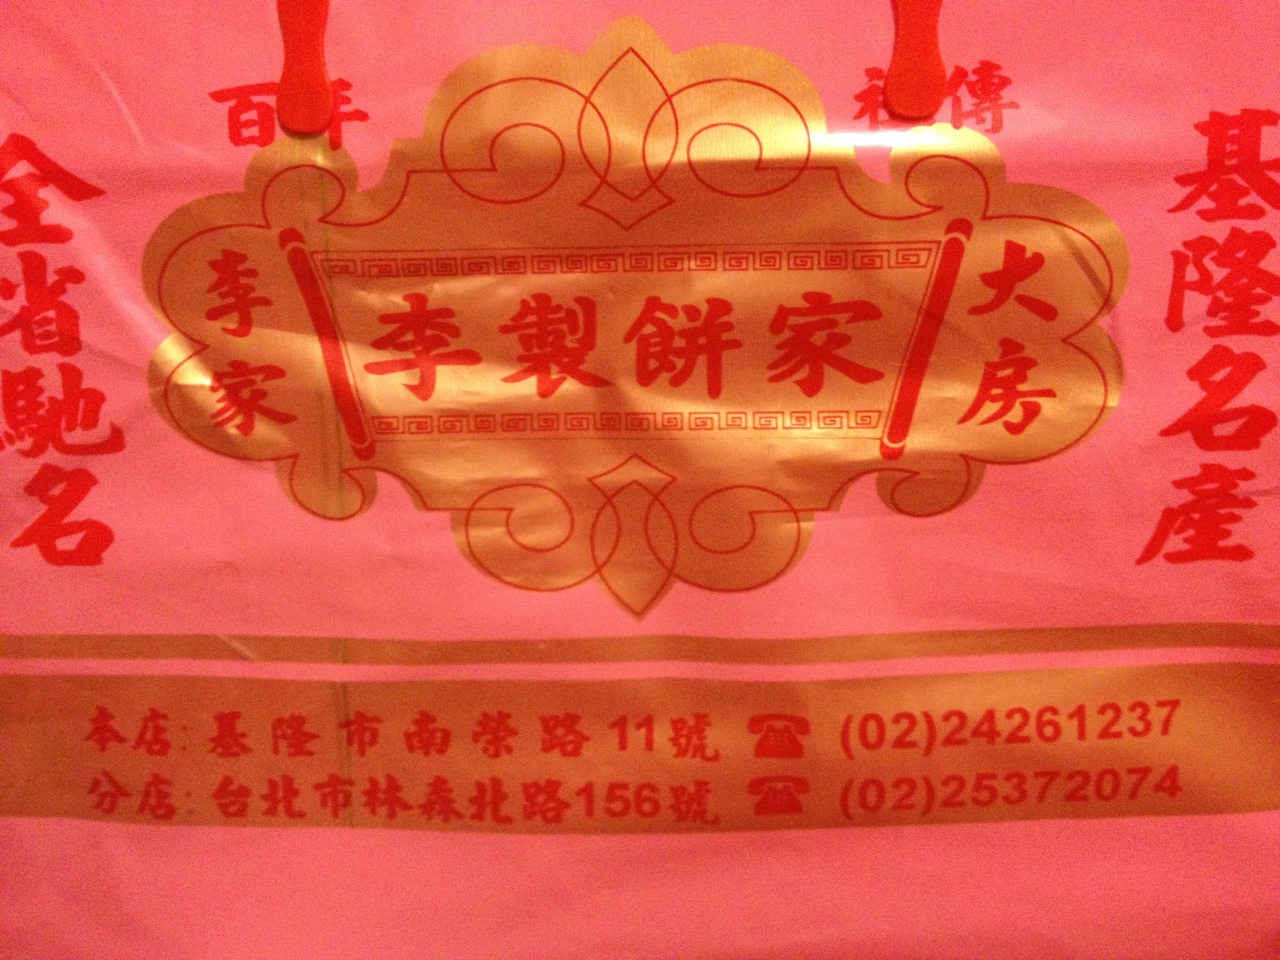 百年
祖傳
基隆名產
全省馳名
大房
李家
李製餅家
本店: 基隆市南榮路11號 ☎ (02)24261237
分店: 台北市林森北路156號 ☎ (02)25372074